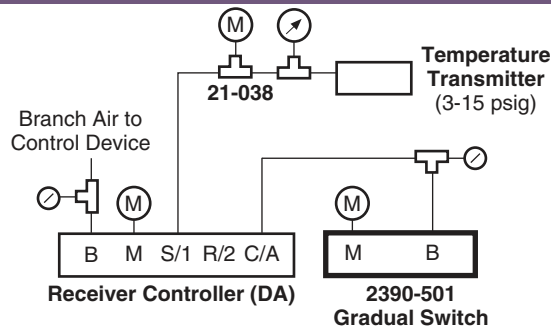 M
Temperature
Transmitter
(3-15 psig)
21-038
Branch Air to
Control Device
M
M
B M S/1 R/2 C/A
M B
Receiver Controller (DA)
2390-501
Gradual Switch